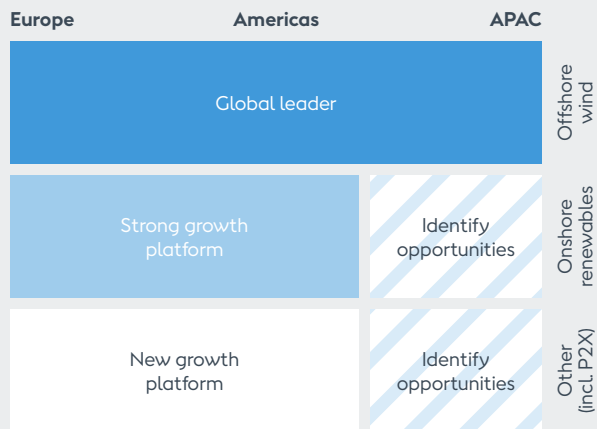 Europe Americas APAC
Global leader
Offshore
wind
Strong growth
platform
Identify
opportunities
Onshore
renewables
New growth
platform
Identify
opportunities
Other
(incl. P2X)